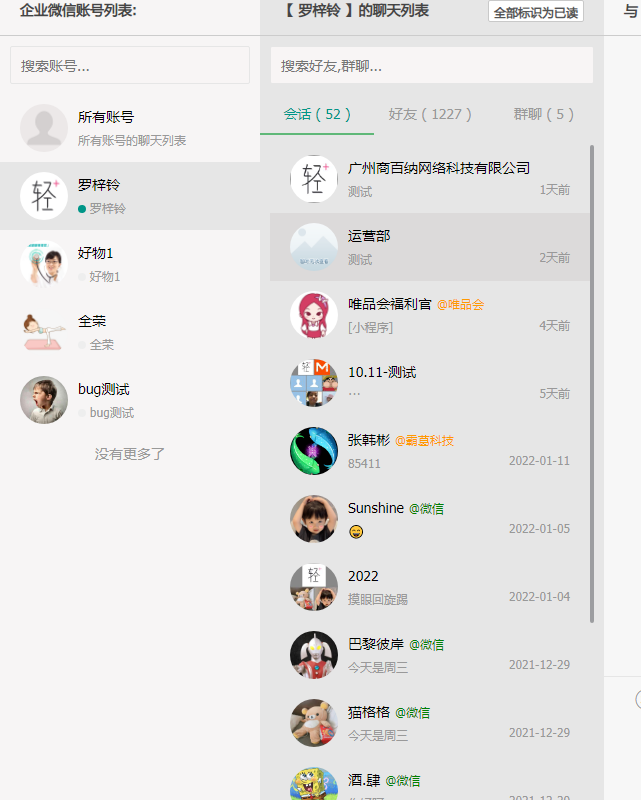 企业微信账号列表:
搜索账号...
所有账号
所有账号的聊天列表
罗梓铃
罗梓铃
好物1
好物1
全荣
全荣
bug测试
bug测试
没有更多了
【 罗梓铃 】的聊天列表
全部标识为已读
搜索好友,群聊...
会话 ( 52 )
好友 ( 1227 )
群聊 ( 5 )
轻
广州商百纳网络科技有限公司
测试
1天前
运营部
测试
2天前
唯品会福利官 @唯品会
[小程序]
4天前
10.11-测试
...
5天前
张韩彬 @霸墓科技
85411
2022-01-11
Sunshine @微信
2022-01-05
2022
摸眼回旋踢
2022-01-04
巴黎彼岸 @微信
今天是周三
2021-12-29
猫格格 @微信
今天是周三
2021-12-29
酒.肆 @微信
与